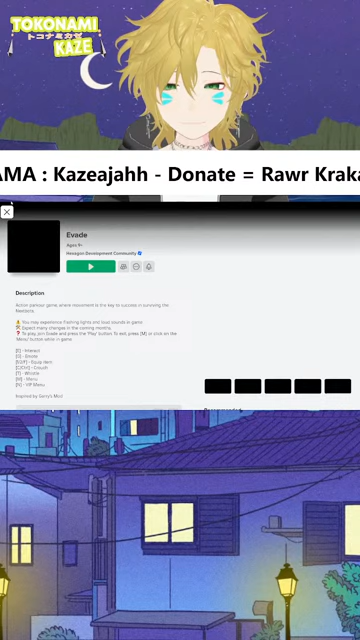 TOKONAMI
トコナミカゼ
KAZE
AMA : Kazeajahh - Donate = Rawr Kraka
Evade
Ages 9+
Hexagon Development Community
Description
Action parkour game, where movement is the key to success in surviving the
Nextbots.
You may experience flashing lights and loud sounds in game
Expect many changes in the coming months.
To play, join Evade and press the 'Play' button. To exit, press [M] or click on the
'Menu' button while in game
[E] - Interact
[G] - Emote
[C/Ctrl] - Crouch
[T] - Whistle
[M] - Menu
[N] - VIP Menu
Inspired by Garry's Mod